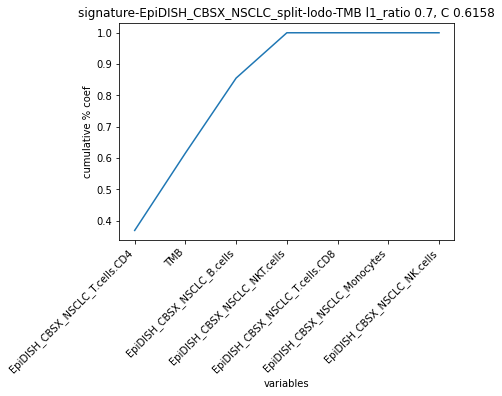 signature-EpiDISH_CBSX_NSCLC_split-lodo-TMB l1_ratio 0.7, C 0.6158
cumulative % coef
1.0
0.9
0.8
0.7
0.6
0.5
0.4
EpiDISH_CBSX_NSCLC_T.cells.CD4
TMB
EpiDISH_CBSX_NSCLC_B.cells
EpiDISH_CBSX_NSCLC_NKT.cells
EpiDISH_CBSX_NSCLC_T.cells.CD8
EpiDISH_CBSX_NSCLC_Monocytes
EpiDISH_CBSX_NSCLC_NK.cells
variables